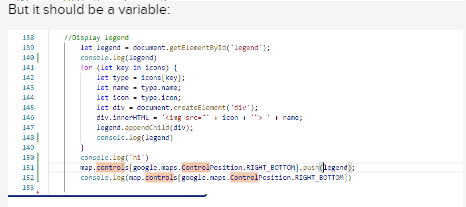 But it should be a variable:
138 //Display legend
139 let legend = document.getElementById('legend');
140 console.log(legend)
141 for (let key in icons) {
142 let type = icons[key];
143 let name = type.name;
144 let icon = type.icon;
145 let div = document.createElement('div');
146 div.innerHTML = '<img src="' + icon + '"> ' + name;
147 legend.appendChild(div);
148 console.log(legend)
149 }
150 console.log('hi')
151 map.controls[google.maps.ControlPosition.RIGHT_BOTTOM].push(legend);
152 console.log(map.controls[google.maps.ControlPosition.RIGHT_BOTTOM])
153